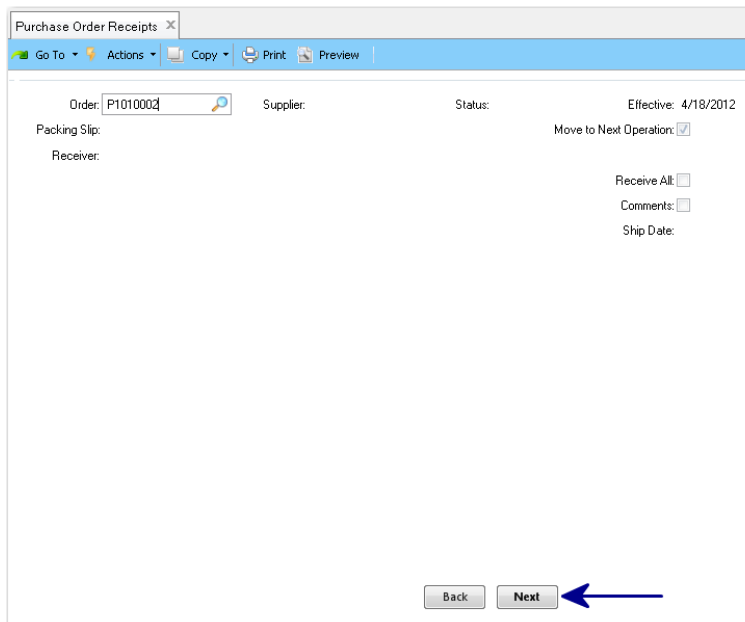 Purchase Order Receipts
Go To Actions Copy Print Preview
Order: P1010002 Supplier: Status: Effective: 4/18/2012
Packing Slip: Move to Next Operation:
Receiver:
Receive All:
Comments:
Ship Date:
Back Next